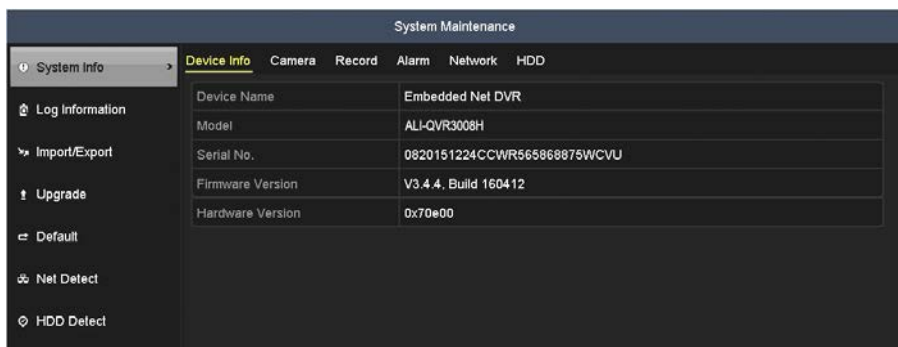 System Maintenance
System Info
Device Info Camera Record Alarm Network HDD
Device Name Embedded Net DVR
Log Information
Model ALI-QVR3008H
Import/Export
Serial No. 0820151224CCWR565868875WCVU
Upgrade
Firmware Version V3.4.4, Build 160412
Hardware Version 0x70e00
Default
Net Detect
HDD Detect